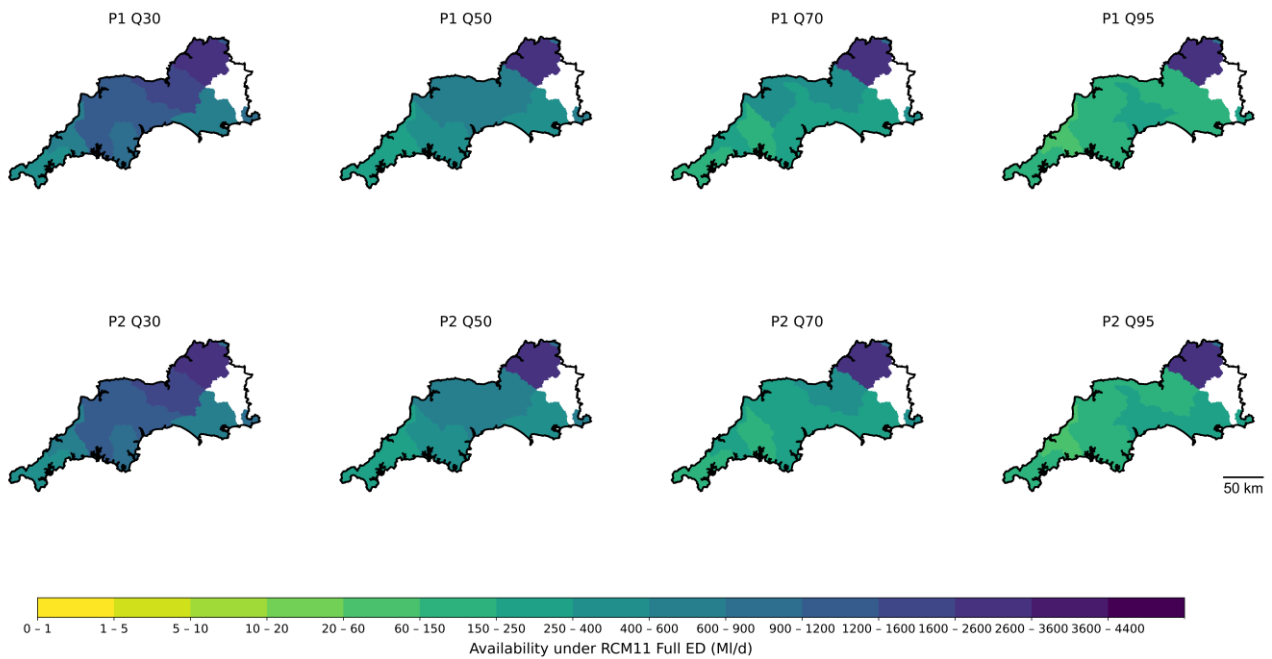 P1 Q30
P1 Q50
P1 Q70
P1 Q95
P2 Q30
P2 Q50
P2 Q70
P2 Q95
50 km
0 – 1 1 – 5 5 – 10 10 – 20 20 – 60 60 – 150 150 – 250 250 – 400 400 – 600 600 – 900 900 – 1200 1200 – 1600 1600 – 2600 2600 – 3600 3600 – 4400
Availability under RCM11 Full ED (Ml/d)